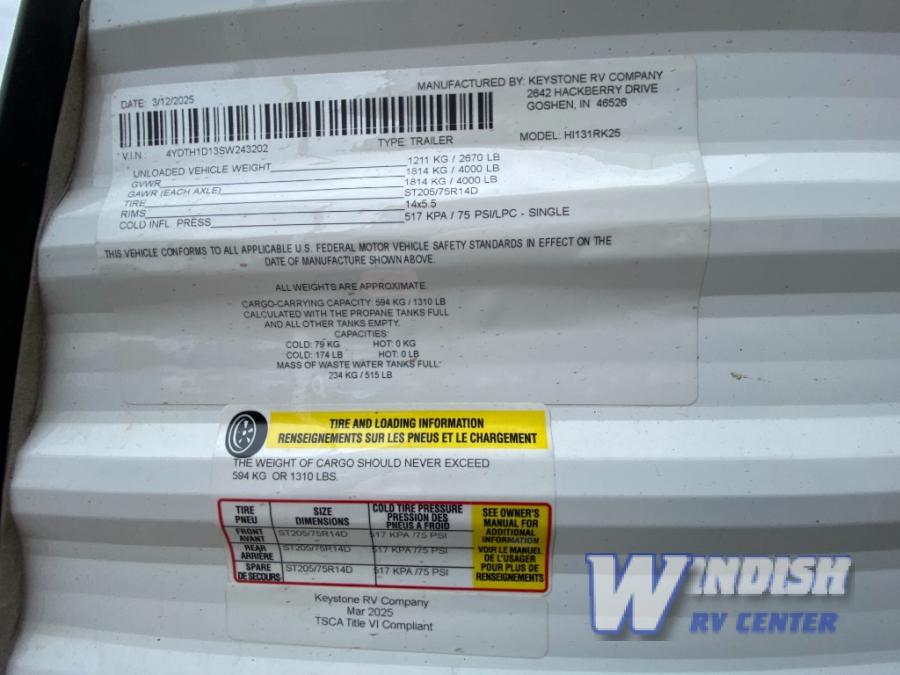 MANUFACTURED BY: KEYSTONE RV COMPANY
2642 HACKBERRY DRIVE
GOSHEN, IN 46526
DATE: 3/12/2025
MODEL: HI131RK25
TYPE: TRAILER
V.I.N.: 4YDTH1D13SW243202
UNLOADED VEHICLE WEIGHT 1211 KG / 2670 LB
GVWR 1814 KG / 4000 LB
GAWR (EACH AXLE) 1814 KG / 4000 LB
TIRE ST205/75R14D
RIMS 14x5.5
COLD INFL PRESS 517 KPA / 75 PSI/LPC - SINGLE
THIS VEHICLE CONFORMS TO ALL APPLICABLE U.S. FEDERAL MOTOR VEHICLE SAFETY STANDARDS IN EFFECT ON THE
DATE OF MANUFACTURE SHOWN ABOVE.
ALL WEIGHTS ARE APPROXIMATE.
CARGO-CARRYING CAPACITY: 594 KG / 1310 LB
CALCULATED WITH THE PROPANE TANKS FULL
AND ALL OTHER TANKS EMPTY.
CAPACITIES:
COLD: 79 KG HOT: 0 KG
COLD: 174 LB HOT: 0 LB
MASS OF WASTE WATER TANKS FULL:
234 KG / 515 LB
TIRE AND LOADING INFORMATION
RENSEIGNEMENTS SUR LES PNEUS ET LE CHARGEMENT
THE WEIGHT OF CARGO SHOULD NEVER EXCEED
594 KG OR 1310 LBS.
TIRE
PNEU
SIZE
DIMENSIONS
COLD TIRE PRESSURE
PRESSION DES
PNEUS A FROID
FRONT
AVANT
ST205/75R14D
517 KPA /75 PSI
REAR
ARRIÈRE
ST205/75R14D
517 KPA /75 PSI
SPARE
DE SECOURS
ST205/75R14D
517 KPA /75 PSI
SEE OWNER'S
MANUAL FOR
ADDITIONAL
INFORMATION
VOIR LE MANUEL
DE L'USAGER
POUR PLUS DE
RENSEIGNEMENTS
Keystone RV Company
Mar 2025
TSCA Title VI Compliant
WINDISH
RV CENTER